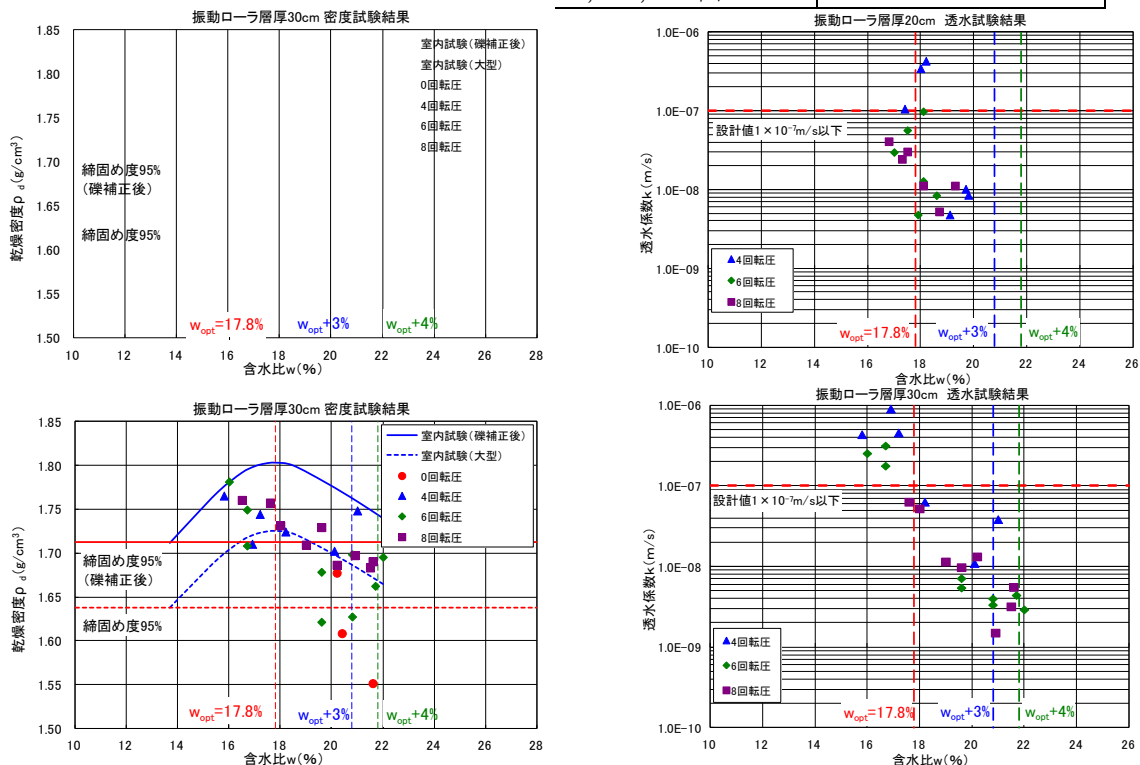 振動ローラ層厚30cm 密度試験結果
乾燥密度ρd(g/cm³)
1.85
1.80
1.75
1.70
1.65
1.60
1.55
1.50
室内試験(礫補正後)
室内試験(大型)
0回転圧
4回転圧
6回転圧
8回転圧
締固め度95%
(礫補正後)
締固め度95%
wopt=17.8%
wopt+3%
wopt+4%
10 12 14 16 18 20 22 24 26 28
含水比w(%)
振動ローラ層厚20cm 透水試験結果
透水係数k(m/s)
1.0E-06
1.0E-07
1.0E-08
1.0E-09
1.0E-10
設計値1×10⁻⁷m/s以下
4回転圧
6回転圧
8回転圧
wopt=17.8%
wopt+3%
wopt+4%
10 12 14 16 18 20 22 24 26
含水比w(%)
振動ローラ層厚30cm 密度試験結果
乾燥密度ρd(g/cm³)
1.85
1.80
1.75
1.70
1.65
1.60
1.55
1.50
室内試験(礫補正後)
室内試験(大型)
0回転圧
4回転圧
6回転圧
8回転圧
締固め度95%
(礫補正後)
締固め度95%
wopt=17.8%
wopt+3%
wopt+4%
10 12 14 16 18 20 22 24 26 28
含水比w(%)
振動ローラ層厚30cm 透水試験結果
透水係数k(m/s)
1.0E-06
1.0E-07
1.0E-08
1.0E-09
1.0E-10
設計値1×10⁻⁷m/s以下
4回転圧
6回転圧
8回転圧
wopt=17.8%
wopt+3%
wopt+4%
10 12 14 16 18 20 22 24 26
含水比w(%)